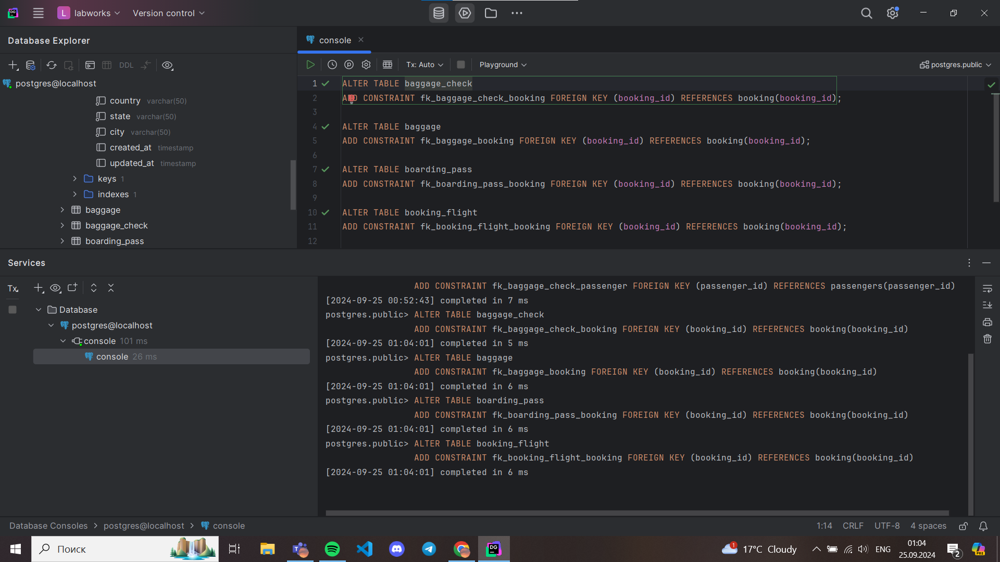 L labworks Version control
Database Explorer
console
DDL
Tx: Auto Playground postgres.public
postgres@localhost
country varchar(50)
state varchar(50)
city varchar(50)
created_at timestamp
updated_at timestamp
keys 1
indexes 1
baggage
baggage_check
boarding_pass
1 ALTER TABLE baggage_check
2 ADD CONSTRAINT fk_baggage_check_booking FOREIGN KEY (booking_id) REFERENCES booking(booking_id);
3
4 ALTER TABLE baggage
5 ADD CONSTRAINT fk_baggage_booking FOREIGN KEY (booking_id) REFERENCES booking(booking_id);
6
7 ALTER TABLE boarding_pass
8 ADD CONSTRAINT fk_boarding_pass_booking FOREIGN KEY (booking_id) REFERENCES booking(booking_id);
9
10 ALTER TABLE booking_flight
11 ADD CONSTRAINT fk_booking_flight_booking FOREIGN KEY (booking_id) REFERENCES booking(booking_id);
12
Services
Tx
Database
postgres@localhost
console 101 ms
console 26 ms
ADD CONSTRAINT fk_baggage_check_passenger FOREIGN KEY (passenger_id) REFERENCES passengers(passenger_id)
[2024-09-25 00:52:43] completed in 7 ms
postgres.public> ALTER TABLE baggage_check
ADD CONSTRAINT fk_baggage_check_booking FOREIGN KEY (booking_id) REFERENCES booking(booking_id)
[2024-09-25 01:04:01] completed in 5 ms
postgres.public> ALTER TABLE baggage
ADD CONSTRAINT fk_baggage_booking FOREIGN KEY (booking_id) REFERENCES booking(booking_id)
[2024-09-25 01:04:01] completed in 6 ms
postgres.public> ALTER TABLE boarding_pass
ADD CONSTRAINT fk_boarding_pass_booking FOREIGN KEY (booking_id) REFERENCES booking(booking_id)
[2024-09-25 01:04:01] completed in 6 ms
postgres.public> ALTER TABLE booking_flight
ADD CONSTRAINT fk_booking_flight_booking FOREIGN KEY (booking_id) REFERENCES booking(booking_id)
[2024-09-25 01:04:01] completed in 6 ms
Database Consoles > postgres@localhost > console
1:14 CRLF UTF-8 4 spaces
Поиск
1 17°C Cloudy ENG 01:04
25.09.2024
2
PRE